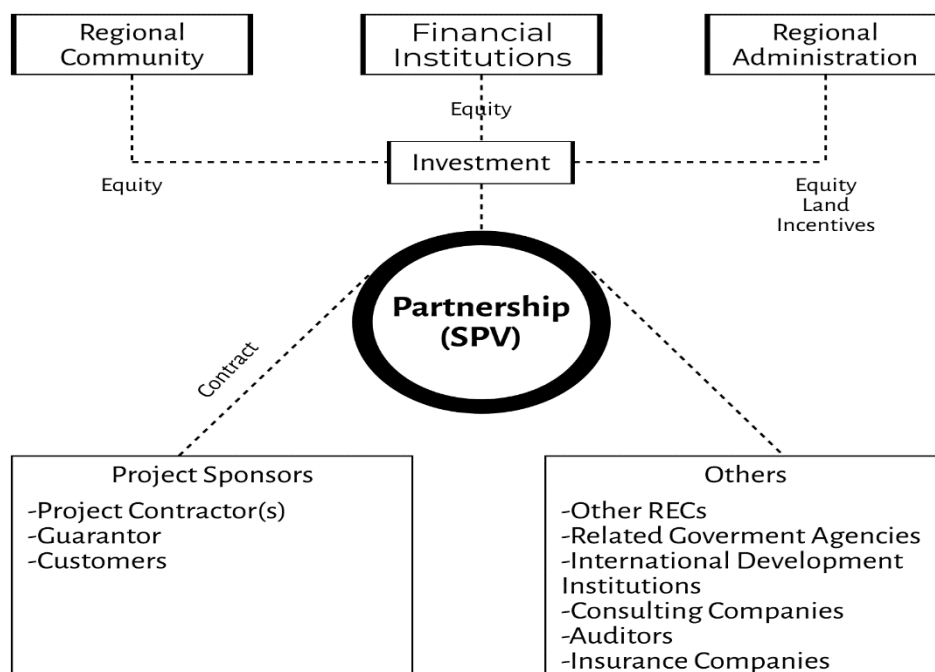 Regional
Community
Financial
Institutions
Regional
Administration
Equity
Investment
Equity
Equity
Land
Incentives
Partnership
(SPV)
Contract
Project Sponsors
-Project Contractor(s)
-Guarantor
-Customers
Others
-Other RECs
-Related Goverment Agencies
-International Development
Institutions
-Consulting Companies
-Auditors
-Insurance Companies